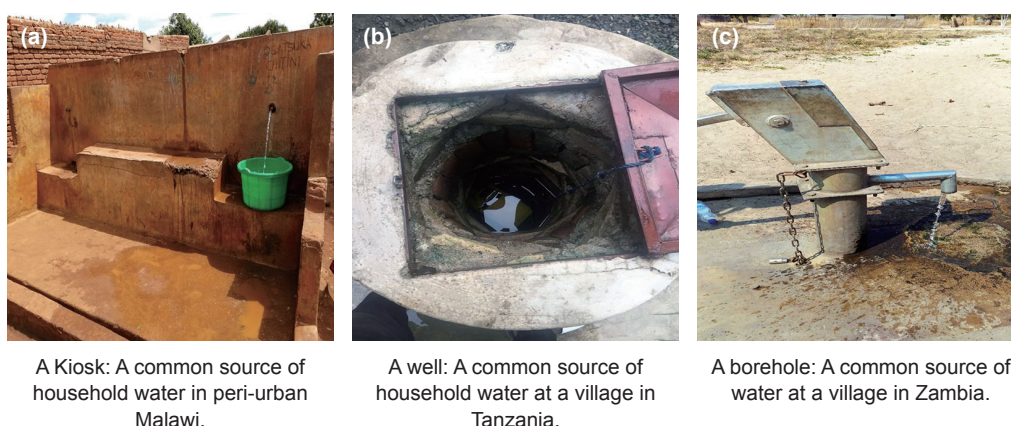 (a)
(b)
(c)
A Kiosk: A common source of
household water in peri-urban
Malawi.
A well: A common source of
household water at a village in
Tanzania.
A borehole: A common source of
water at a village in Zambia.